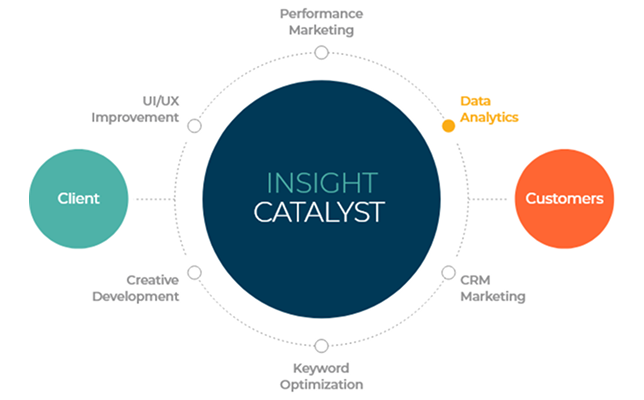 Performance
Marketing
UI/UX
Improvement
Data
Analytics
Client
INSIGHT
CATALYST
Customers
Creative
Development
CRM
Marketing
Keyword
Optimization